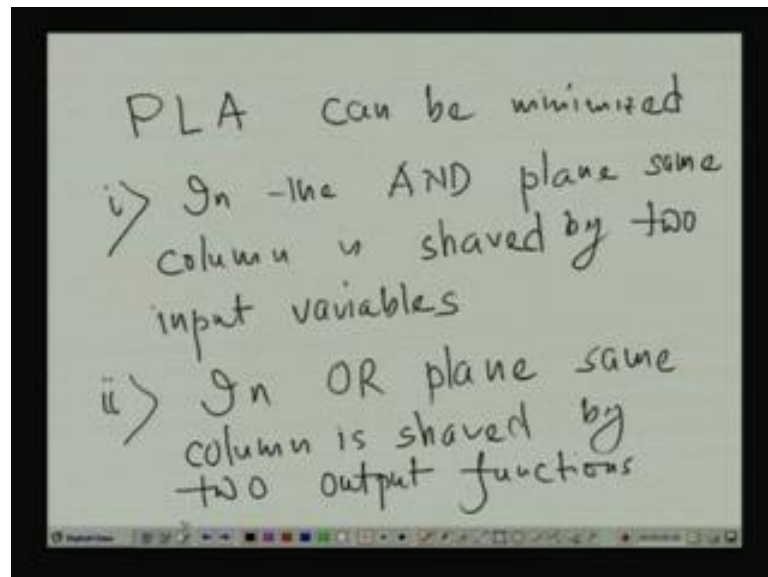 PLA can be minimized
i) In the AND plane same
column is shared by two
input variables
ii) In OR plane same
column is shared by
two output functions